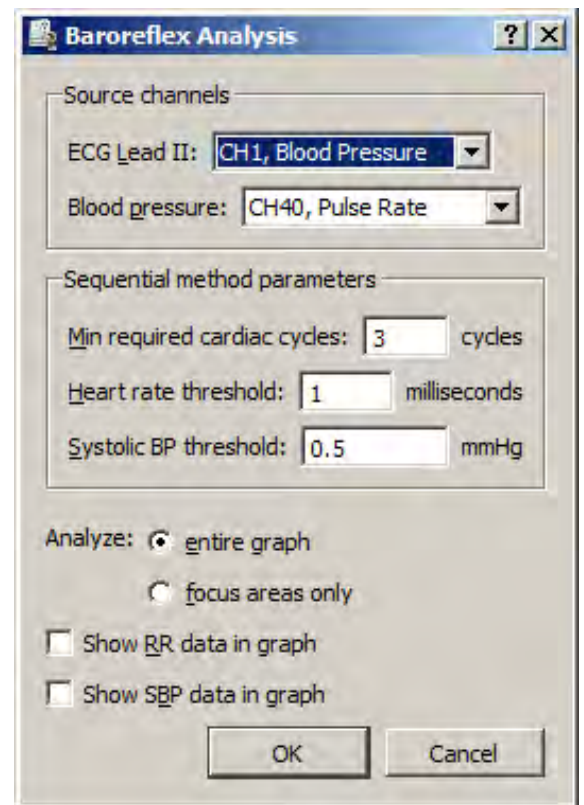 Baroreflex Analysis
Source channels
ECG Lead II: CH1, Blood Pressure
Blood pressure: CH40, Pulse Rate
Sequential method parameters
Min required cardiac cycles: 3 cycles
Heart rate threshold: 1 milliseconds
Systolic BP threshold: 0.5 mmHg
Analyze: entire graph
focus areas only
Show RR data in graph
Show SBP data in graph
OK Cancel